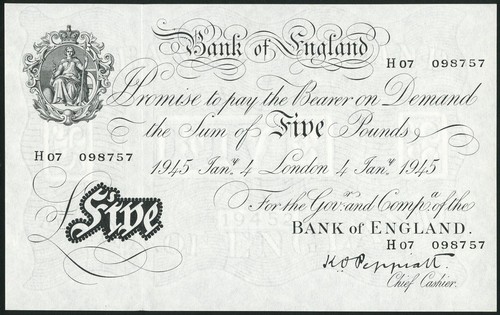 Bank of England
H07 098757
I Promise to pay the Bearer on Demand
the Sum of Five Pounds
H07 098757
1945 Janʸ 4 London 4 Janʸ 1945
For the Govʳ and Compᵃ of the
£Five
BANK of ENGLAND.
H07 098757
K O Peppiatt.
Chief Cashier.